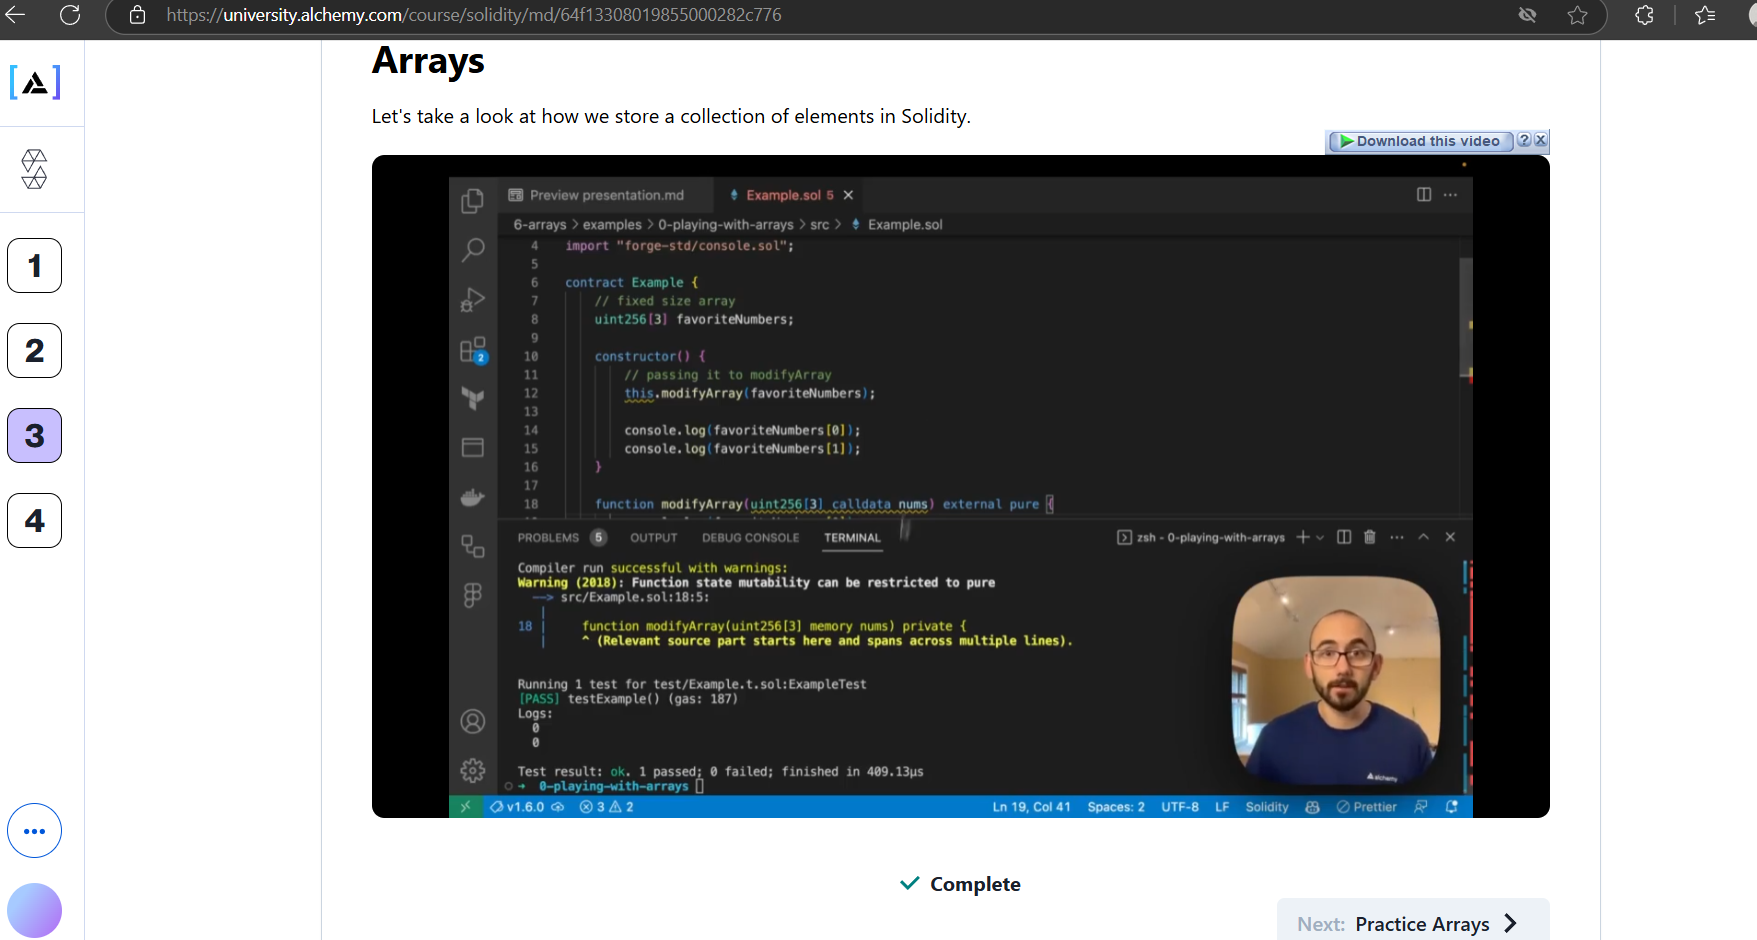 https://university.alchemy.com/course/solidity/md/64f13308019855000282c776
Arrays
Let's take a look at how we store a collection of elements in Solidity.
Download this video ? X
1
2
3
4
Preview presentation.md Example.sol 5
6-arrays > examples > 0-playing-with-arrays > src > Example.sol
4 import "forge-std/console.sol";
5
6 contract Example {
7 // fixed size array
8 uint256[3] favoriteNumbers;
9
10 constructor() {
11 // passing it to modifyArray
12 this.modifyArray(favoriteNumbers);
13
14 console.log(favoriteNumbers[0]);
15 console.log(favoriteNumbers[1]);
16 }
17
18 function modifyArray(uint256[3] calldata nums) external pure {
2
PROBLEMS 5 OUTPUT DEBUG CONSOLE TERMINAL zsh - 0-playing-with-arrays
Compiler run successful with warnings:
Warning (2018): Function state mutability can be restricted to pure
--> src/Example.sol:18:5:
|
18 | function modifyArray(uint256[3] memory nums) private {
| ^ (Relevant source part starts here and spans across multiple lines).
Running 1 test for test/Example.t.sol:ExampleTest
[PASS] testExample() (gas: 187)
Logs:
0
0
Test result: ok. 1 passed; 0 failed; finished in 409.13µs
→ 0-playing-with-arrays
alchemy
v1.6.0 3 2 Ln 19, Col 41 Spaces: 2 UTF-8 LF Solidity Prettier
Complete
Next: Practice Arrays